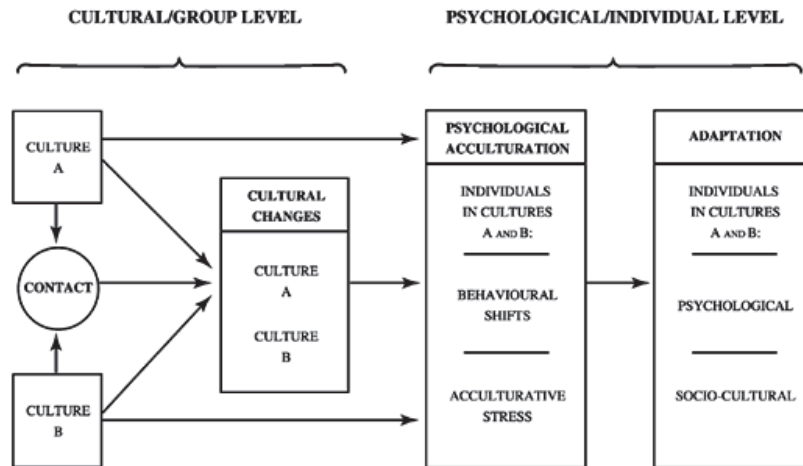 CULTURAL/GROUP LEVEL
PSYCHOLOGICAL/INDIVIDUAL LEVEL
CULTURE
A
CONTACT
CULTURE
B
CULTURAL
CHANGES
CULTURE
A
CULTURE
B
PSYCHOLOGICAL
ACCULTURATION
INDIVIDUALS
IN CULTURES
A AND B:
BEHAVIOURAL
SHIFTS
ACCULTURATIVE
STRESS
ADAPTATION
INDIVIDUALS
IN CULTURES
A AND B:
PSYCHOLOGICAL
SOCIO-CULTURAL